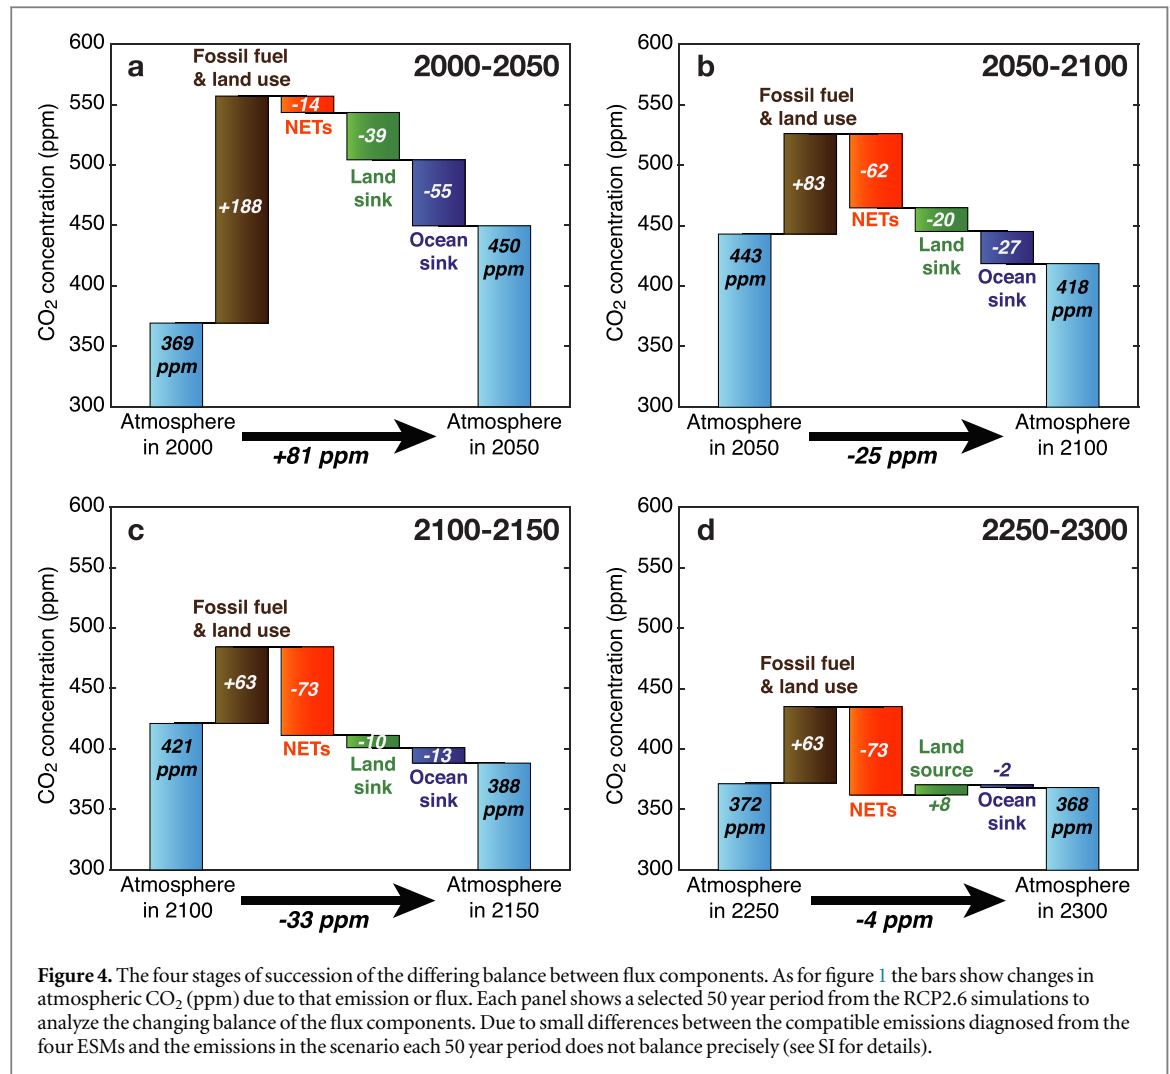 a
2000-2050
CO2 concentration (ppm)
600
550
500
450
400
350
300
Fossil fuel
& land use
+188
-14
NETs
-39
Land
sink
-55
Ocean
sink
369
ppm
450
ppm
Atmosphere
in 2000
+81 ppm
Atmosphere
in 2050
b
2050-2100
CO2 concentration (ppm)
600
550
500
450
400
350
300
Fossil fuel
& land use
+83
-62
NETs
-20
Land
sink
-27
Ocean
sink
443
ppm
418
ppm
Atmosphere
in 2050
-25 ppm
Atmosphere
in 2100
c
2100-2150
CO2 concentration (ppm)
600
550
500
450
400
350
300
Fossil fuel
& land use
+63
-73
NETs
-10
Land
sink
-13
Ocean
sink
421
ppm
388
ppm
Atmosphere
in 2100
-33 ppm
Atmosphere
in 2150
d
2250-2300
CO2 concentration (ppm)
600
550
500
450
400
350
300
Fossil fuel
& land use
+63
-73
NETs
Land
source
+8
-2
Ocean
sink
372
ppm
368
ppm
Atmosphere
in 2250
-4 ppm
Atmosphere
in 2300
Figure 4. The four stages of succession of the differing balance between flux components. As for figure 1 the bars show changes in
atmospheric CO2 (ppm) due to that emission or flux. Each panel shows a selected 50 year period from the RCP2.6 simulations to
analyze the changing balance of the flux components. Due to small differences between the compatible emissions diagnosed from the
four ESMs and the emissions in the scenario each 50 year period does not balance precisely (see SI for details).